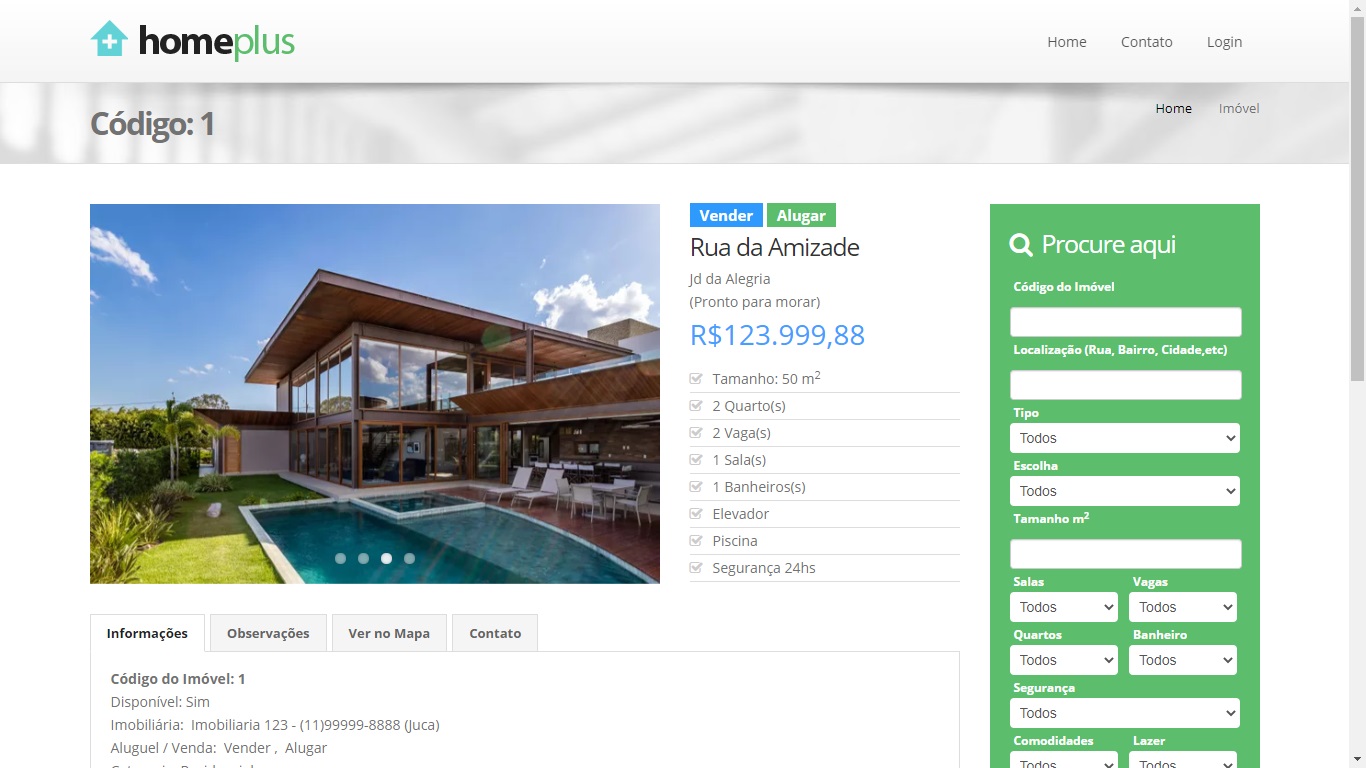 homeplus
Home Contato Login
Código: 1
Home Imóvel
Vender Alugar
Rua da Amizade
Jd da Alegria
(Pronto para morar)
R$123.999,88
Tamanho: 50 m²
2 Quarto(s)
2 Vaga(s)
1 Sala(s)
1 Banheiros(s)
Elevador
Piscina
Segurança 24hs
Procure aqui
Código do Imóvel
Localização (Rua, Bairro, Cidade,etc)
Tipo
Todos
Escolha
Todos
Tamanho m²
Salas Vagas
Todos Todos
Quartos Banheiro
Todos Todos
Segurança
Todos
Comodidades Lazer
Todos Todos
Informações Observações Ver no Mapa Contato
Código do Imóvel: 1
Disponível: Sim
Imobiliária: Imobiliaria 123 - (11)99999-8888 (Juca)
Aluguel / Venda: Vender , Alugar